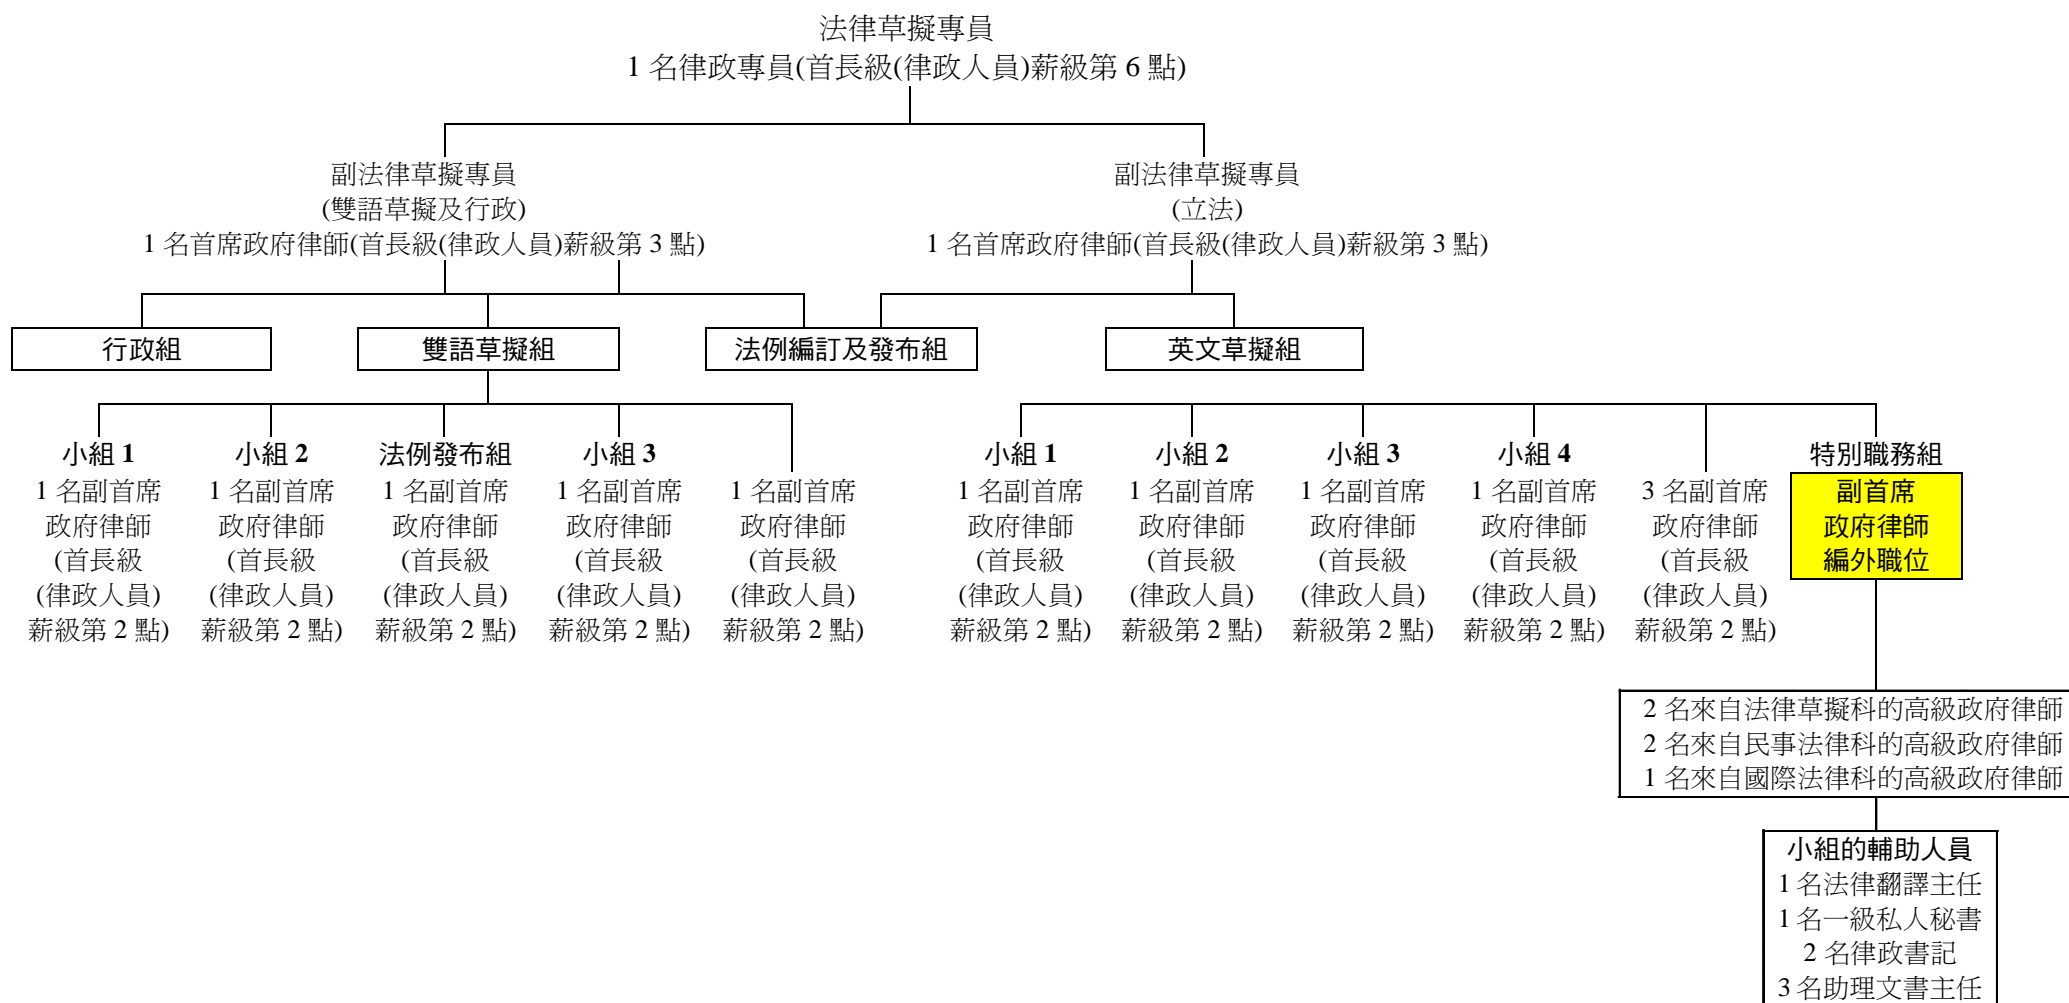 法律草擬專員
1 名律政專員(首長級(律政人員)薪級第 6 點)
副法律草擬專員
(雙語草擬及行政)
1 名首席政府律師(首長級(律政人員)薪級第 3 點)
副法律草擬專員
(立法)
1 名首席政府律師(首長級(律政人員)薪級第 3 點)
行政組
雙語草擬組
法例編訂及發布組
英文草擬組
小組 1
1 名副首席
政府律師
(首長級
(律政人員)
薪級第 2 點)
小組 2
1 名副首席
政府律師
(首長級
(律政人員)
薪級第 2 點)
法例發布組
1 名副首席
政府律師
(首長級
(律政人員)
薪級第 2 點)
小組 3
1 名副首席
政府律師
(首長級
(律政人員)
薪級第 2 點)
1 名副首席
政府律師
(首長級
(律政人員)
薪級第 2 點)
小組 1
1 名副首席
政府律師
(首長級
(律政人員)
薪級第 2 點)
小組 2
1 名副首席
政府律師
(首長級
(律政人員)
薪級第 2 點)
小組 3
1 名副首席
政府律師
(首長級
(律政人員)
薪級第 2 點)
小組 4
1 名副首席
政府律師
(首長級
(律政人員)
薪級第 2 點)
3 名副首席
政府律師
(首長級
(律政人員)
薪級第 2 點)
特別職務組
副首席
政府律師
編外職位
2 名來自法律草擬科的高級政府律師
2 名來自民事法律科的高級政府律師
1 名來自國際法律科的高級政府律師
小組的輔助人員
1 名法律翻譯主任
1 名一級私人秘書
2 名律政書記
3 名助理文書主任